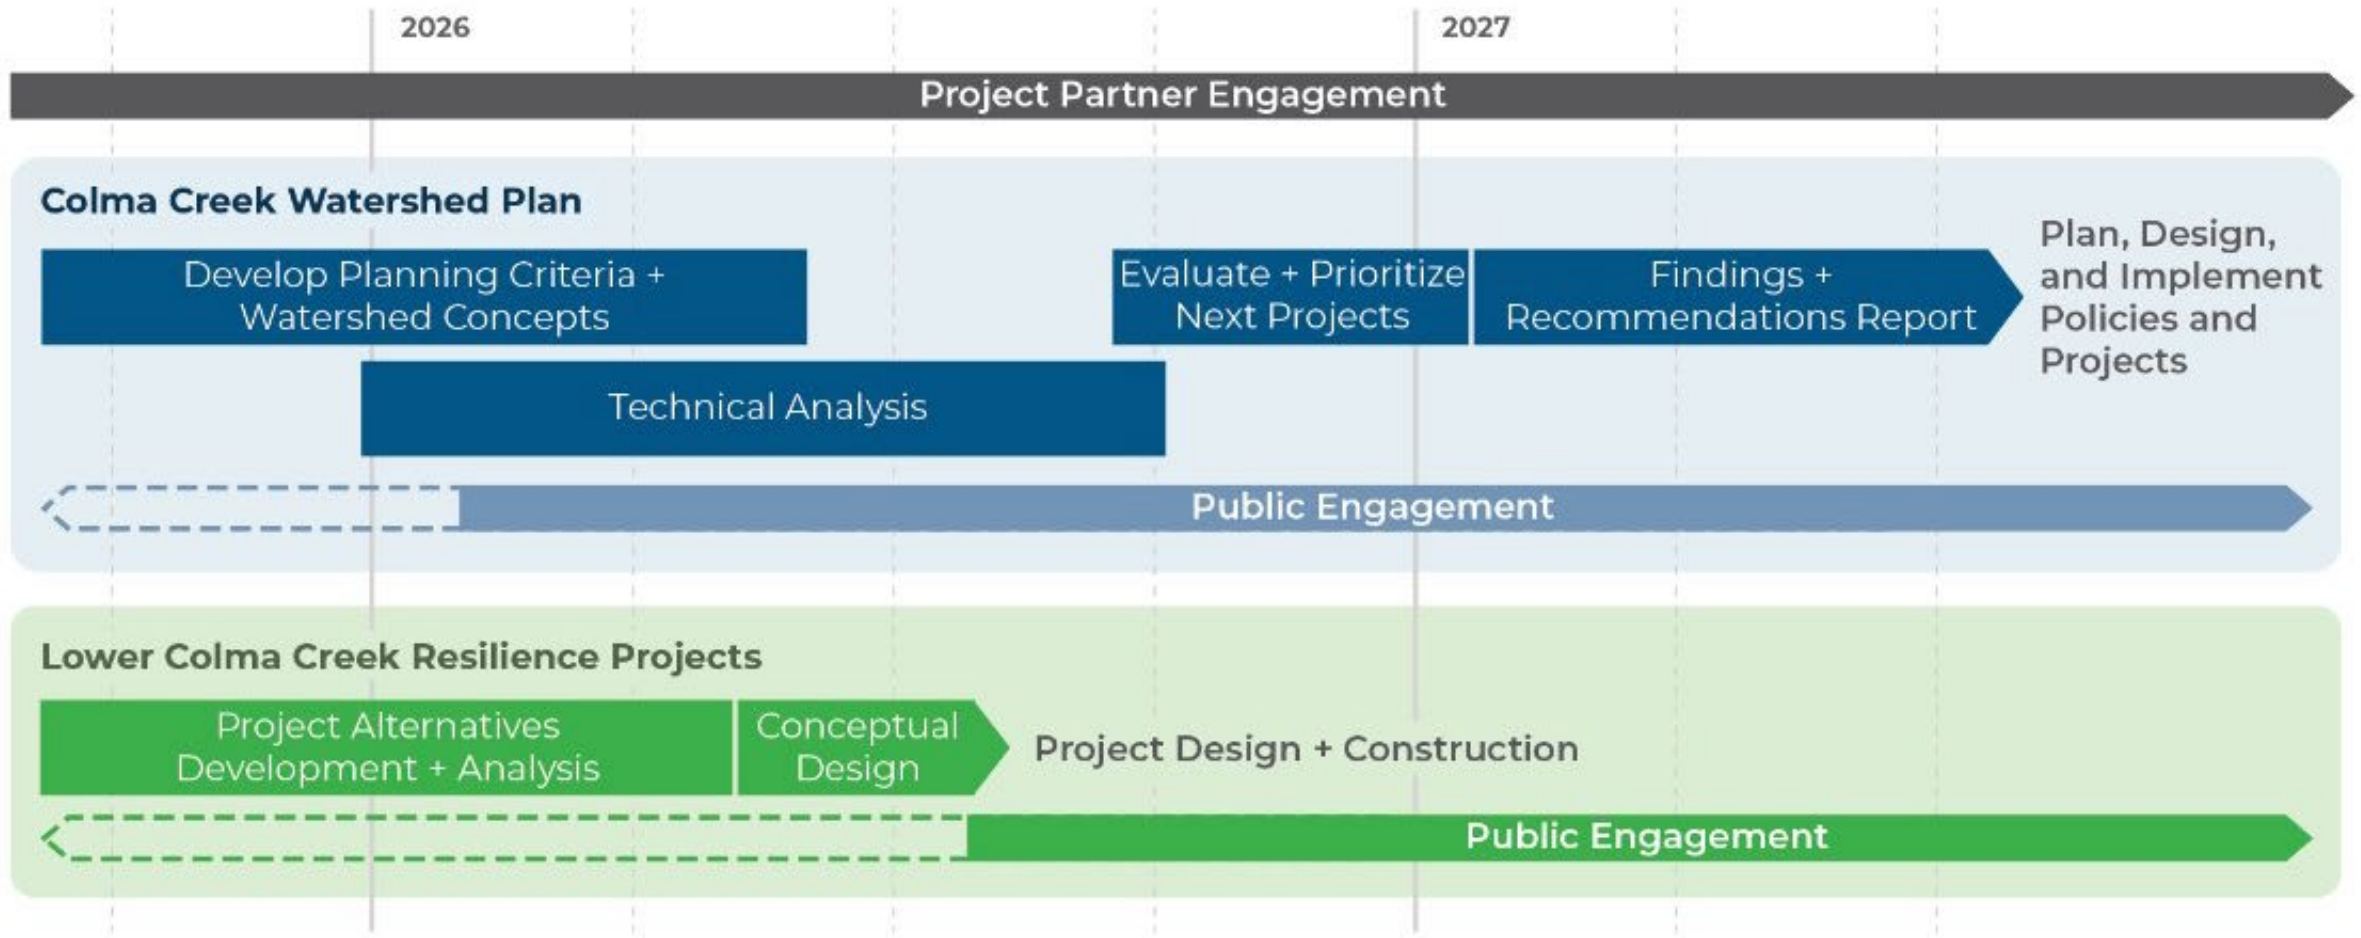 2026
2027
Project Partner Engagement
Colma Creek Watershed Plan
Develop Planning Criteria +
Watershed Concepts
Evaluate + Prioritize
Next Projects
Findings +
Recommendations Report
Plan, Design,
and Implement
Policies and
Projects
Technical Analysis
Public Engagement
Lower Colma Creek Resilience Projects
Project Alternatives
Development + Analysis
Conceptual
Design
Project Design + Construction
Public Engagement